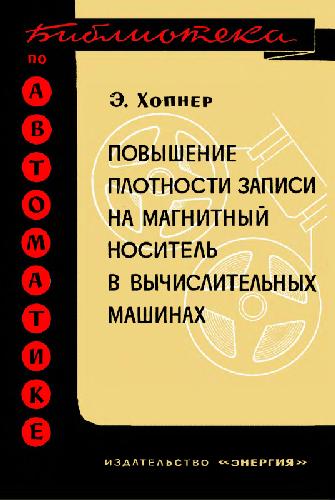 Библиотека
по
АВТОМАТИКЕ
Э. Хопнер
ПОВЫШЕНИЕ
ПЛОТНОСТИ ЗАПИСИ
НА МАГНИТНЫЙ
НОСИТЕЛЬ
В ВЫЧИСЛИТЕЛЬНЫХ
МАШИНАХ
ИЗДАТЕЛЬСТВО «ЭНЕРГИЯ»